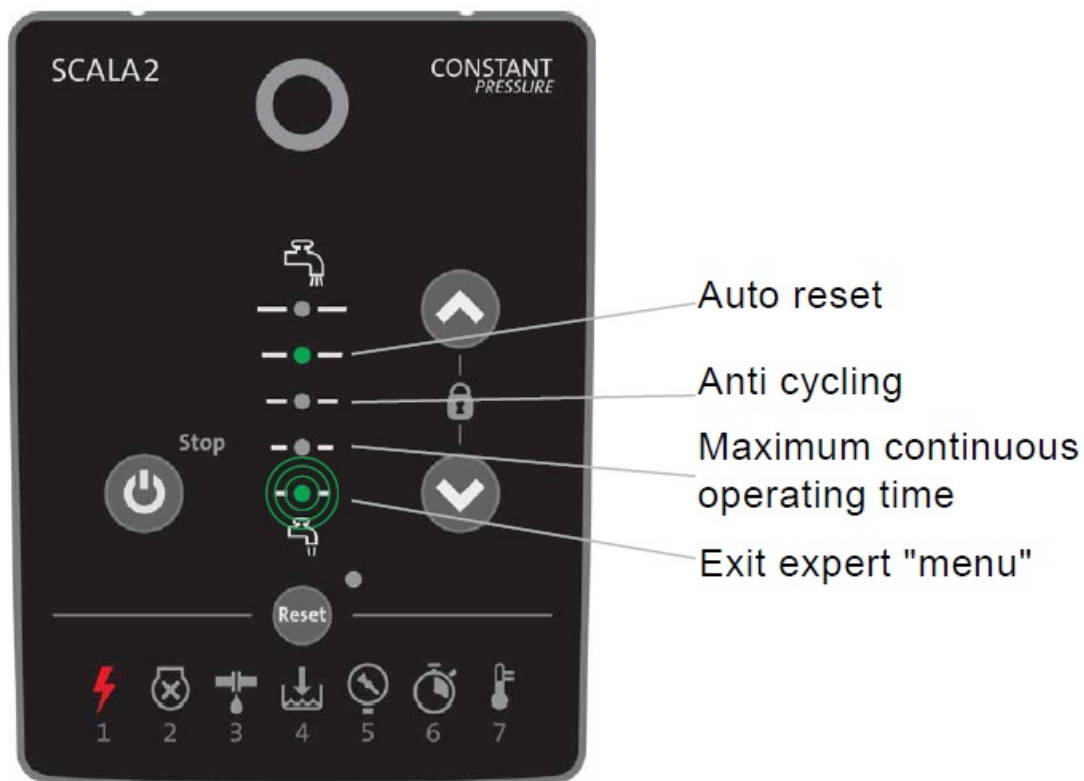 SCALA2
CONSTANT
PRESSURE
Auto reset
Anti cycling
Stop
Maximum continuous
operating time
Exit expert "menu"
Reset
1 2 3 4 5 6 7